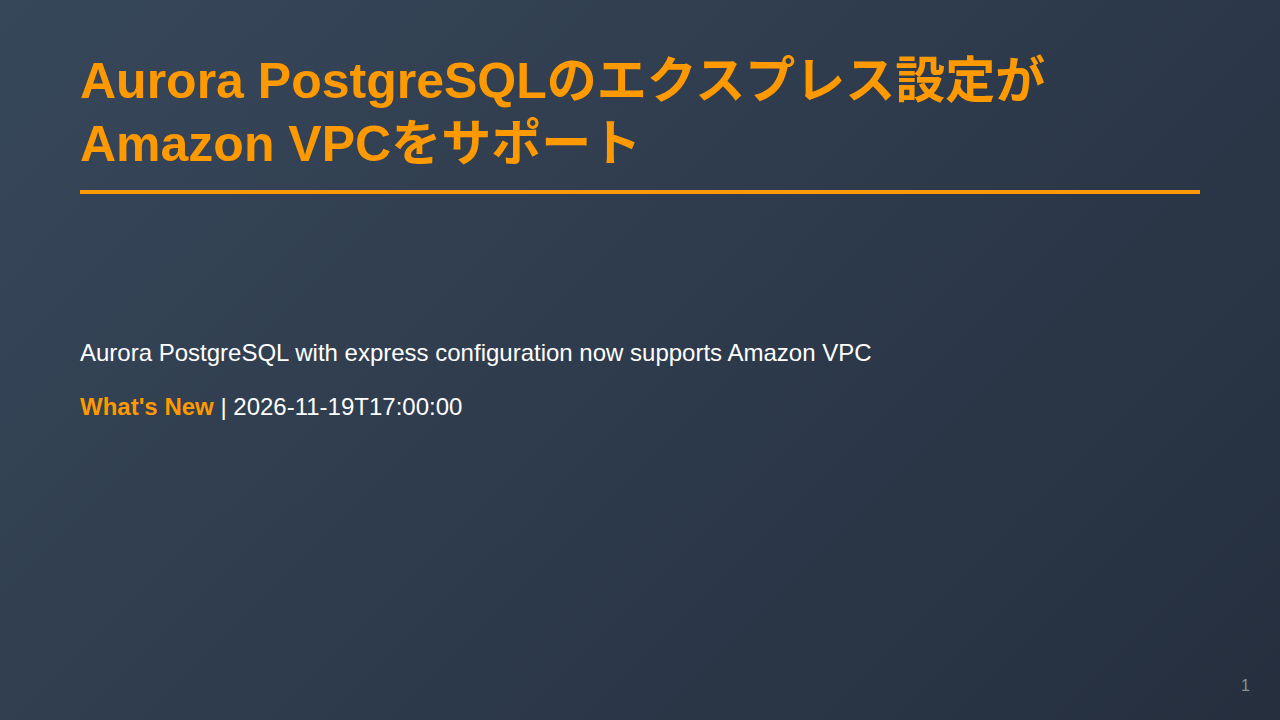 Aurora PostgreSQLのエクスプレス設定が
Amazon VPCをサポート
Aurora PostgreSQL with express configuration now supports Amazon VPC
What's New | 2026-11-19T17:00:00
1